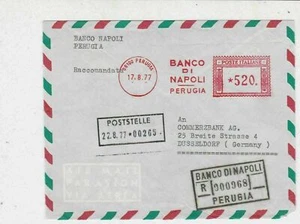 BANCO NAPOLI
PERUGIA
Raccomandata
17.8.77
BANCO
DI
NAPOLI
PERUGIA
POSTE ITALIANE
*520.
POSTSTELLE
22.8.77*00265*
An
COMMERZBANK AG.
25 Breite Strasse 4
DUSSELDORF ( Germany )
BANCO DI NAPOLI
R 000968
PERUGIA